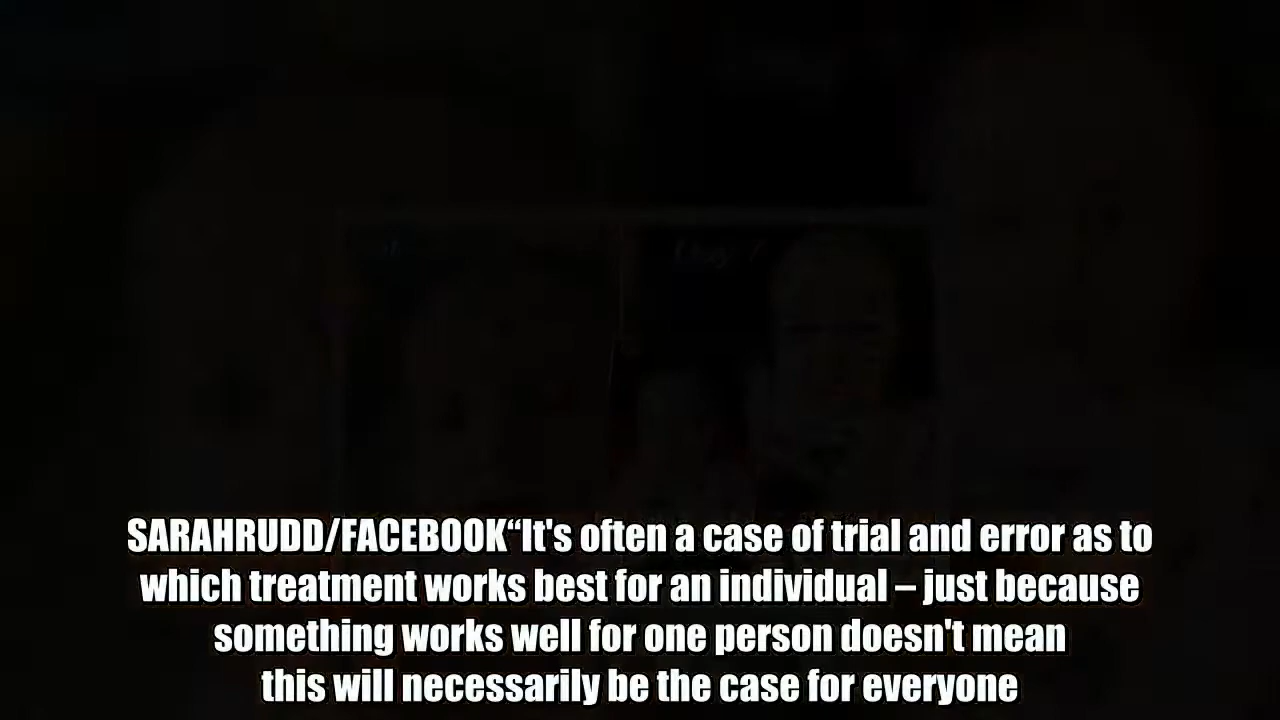 SARAHRUDD/FACEBOOK“It's often a case of trial and error as to
which treatment works best for an individual – just because
something works well for one person doesn't mean
this will necessarily be the case for everyone